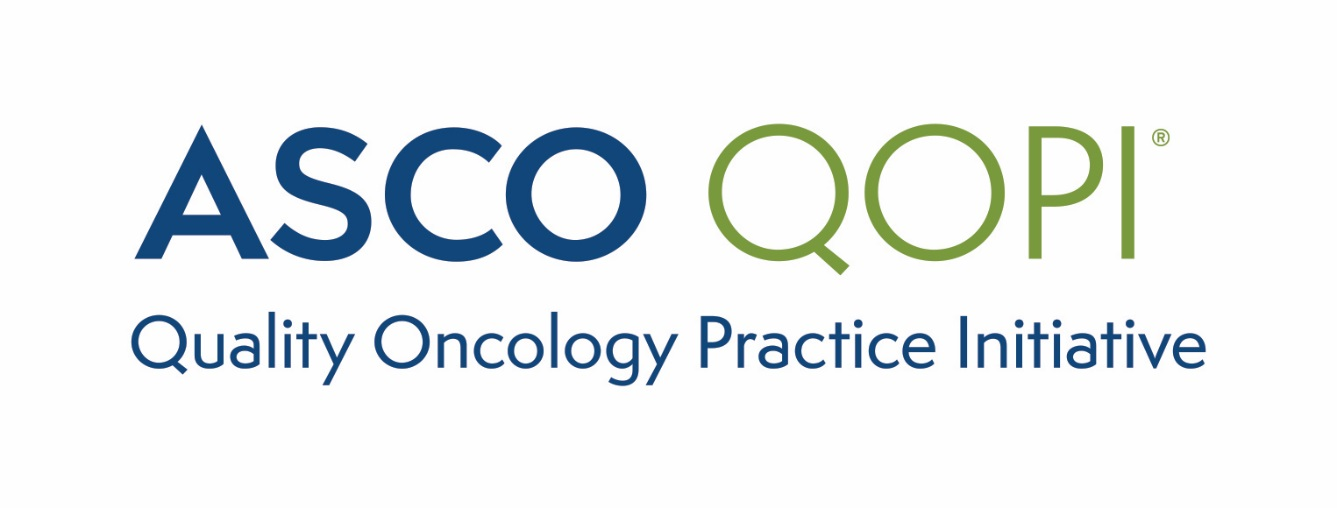 ASCO QOPI®
Quality Oncology Practice Initiative